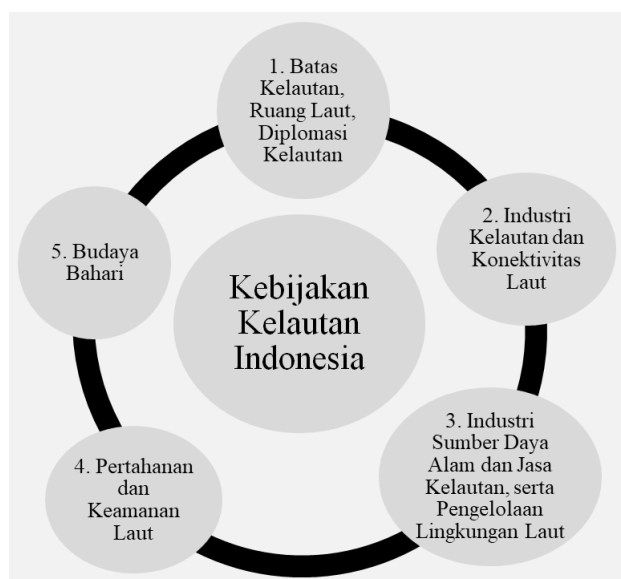 1. Batas
Kelautan,
Ruang Laut,
Diplomasi
Kelautan
2. Industri
Kelautan dan
Konektivitas
Laut
3. Industri
Sumber Daya
Alam dan Jasa
Kelautan, serta
Pengelolaan
Lingkungan Laut
4. Pertahanan
dan
Keamanan
Laut
5. Budaya
Bahari
Kebijakan
Kelautan
Indonesia